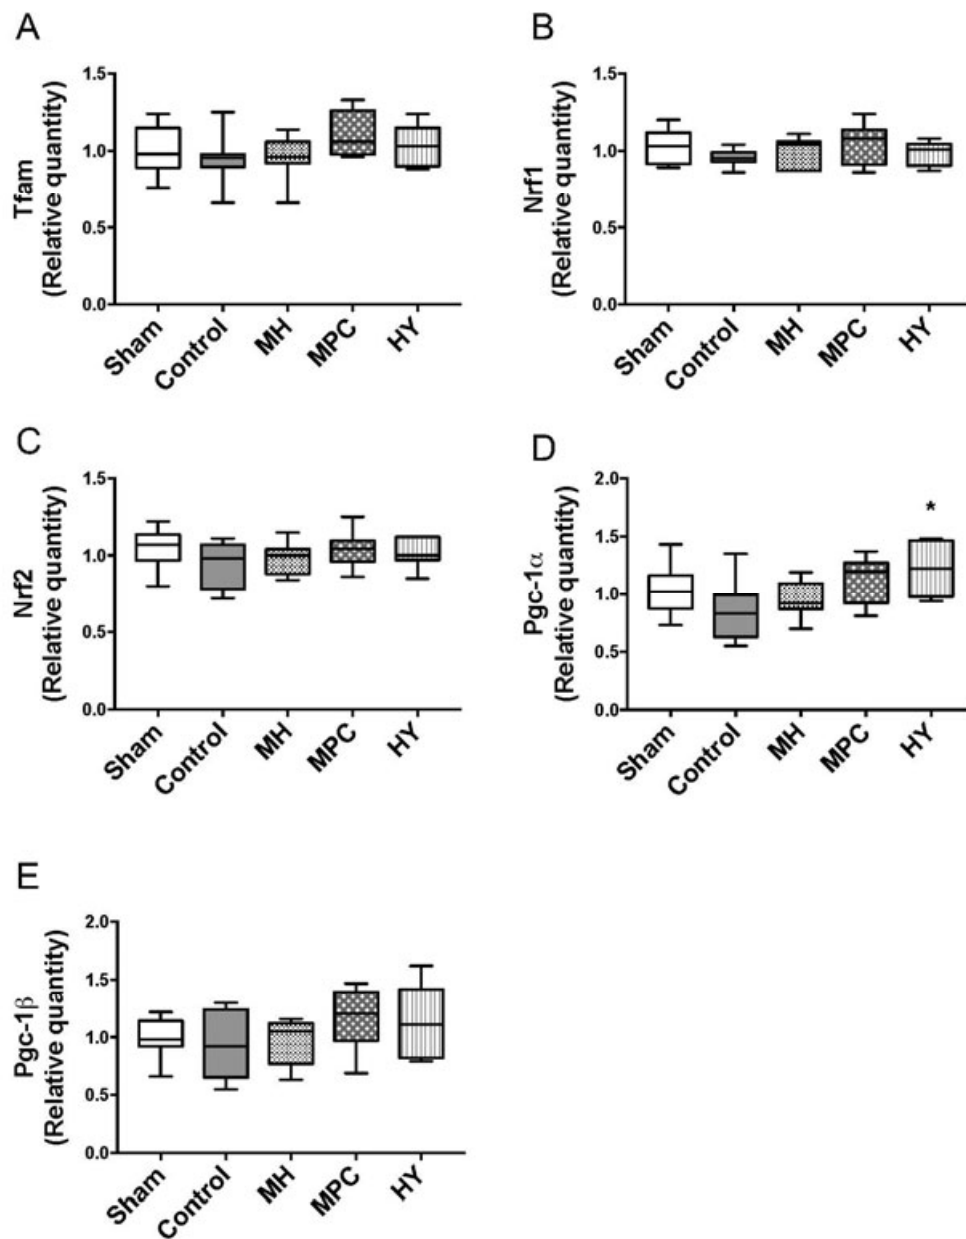 A
Tfam
(Relative quantity)
1.5
1.0
0.5
0.0
Sham
Control
MH
MPC
HY
B
Nrf1
(Relative quantity)
1.5
1.0
0.5
0.0
Sham
Control
MH
MPC
HY
C
Nrf2
(Relative quantity)
1.5
1.0
0.5
0.0
Sham
Control
MH
MPC
HY
D
Pgc-1α
(Relative quantity)
2.0
1.5
1.0
0.5
0.0
*
Sham
Control
MH
MPC
HY
E
Pgc-1β
(Relative quantity)
2.0
1.5
1.0
0.5
0.0
Sham
Control
MH
MPC
HY